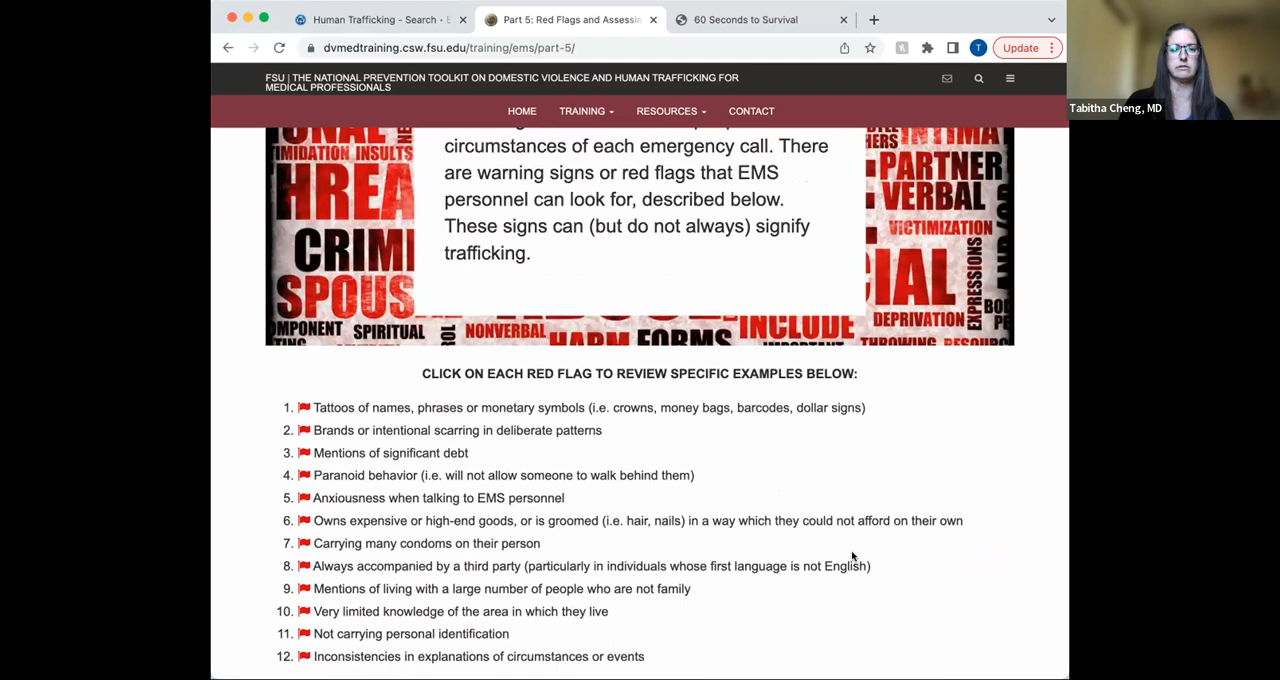 Human Trafficking - Search •
Part 5: Red Flags and Assessin
60 Seconds to Survival
dvmedtraining.csw.fsu.edu/training/ems/part-5/
T
Update
Tabitha Cheng, MD
FSU | THE NATIONAL PREVENTION TOOLKIT ON DOMESTIC VIOLENCE AND HUMAN TRAFFICKING FOR
MEDICAL PROFESSIONALS
HOME TRAINING RESOURCES CONTACT
circumstances of each emergency call. There
are warning signs or red flags that EMS
personnel can look for, described below.
These signs can (but do not always) signify
trafficking.
IMIDATION INSULTS
HREA
CRIMI
SPOUS
OMPONENT SPIRITUAL
NONVERBAL
HARM FORMS
INCLUDE
INTIMA
PARTNER
VERBAL
VICTIMIZATION
CIAL
EXPRESSIONS
DEPRIVATION
THROWING
CLICK ON EACH RED FLAG TO REVIEW SPECIFIC EXAMPLES BELOW:
1. Tattoos of names, phrases or monetary symbols (i.e. crowns, money bags, barcodes, dollar signs)
2. Brands or intentional scarring in deliberate patterns
3. Mentions of significant debt
4. Paranoid behavior (i.e. will not allow someone to walk behind them)
5. Anxiousness when talking to EMS personnel
6. Owns expensive or high-end goods, or is groomed (i.e. hair, nails) in a way which they could not afford on their own
7. Carrying many condoms on their person
8. Always accompanied by a third party (particularly in individuals whose first language is not English)
9. Mentions of living with a large number of people who are not family
10. Very limited knowledge of the area in which they live
11. Not carrying personal identification
12. Inconsistencies in explanations of circumstances or events